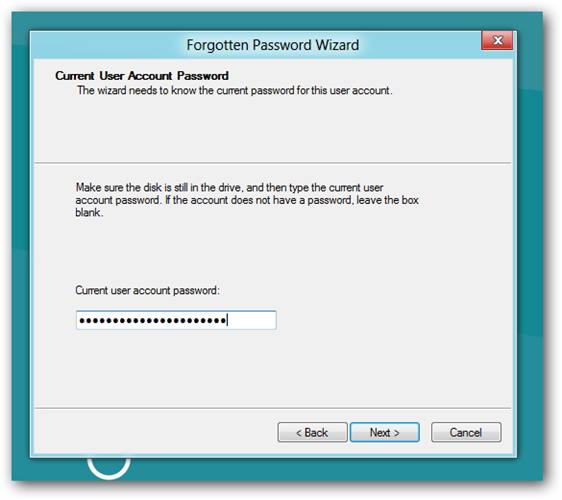 Forgotten Password Wizard
Current User Account Password
The wizard needs to know the current password for this user account.
Make sure the disk is still in the drive, and then type the current user
account password. If the account does not have a password, leave the box
blank.
Current user account password:
●●●●●●●●●●●●●●●●●●●●●●
< Back Next > Cancel